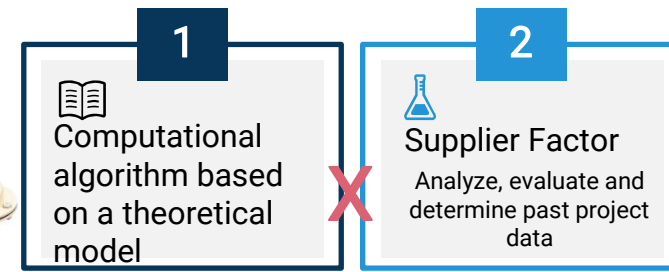 1
Computational
algorithm based
on a theoretical
model
X
2
Supplier Factor
Analyze, evaluate and
determine past project
data